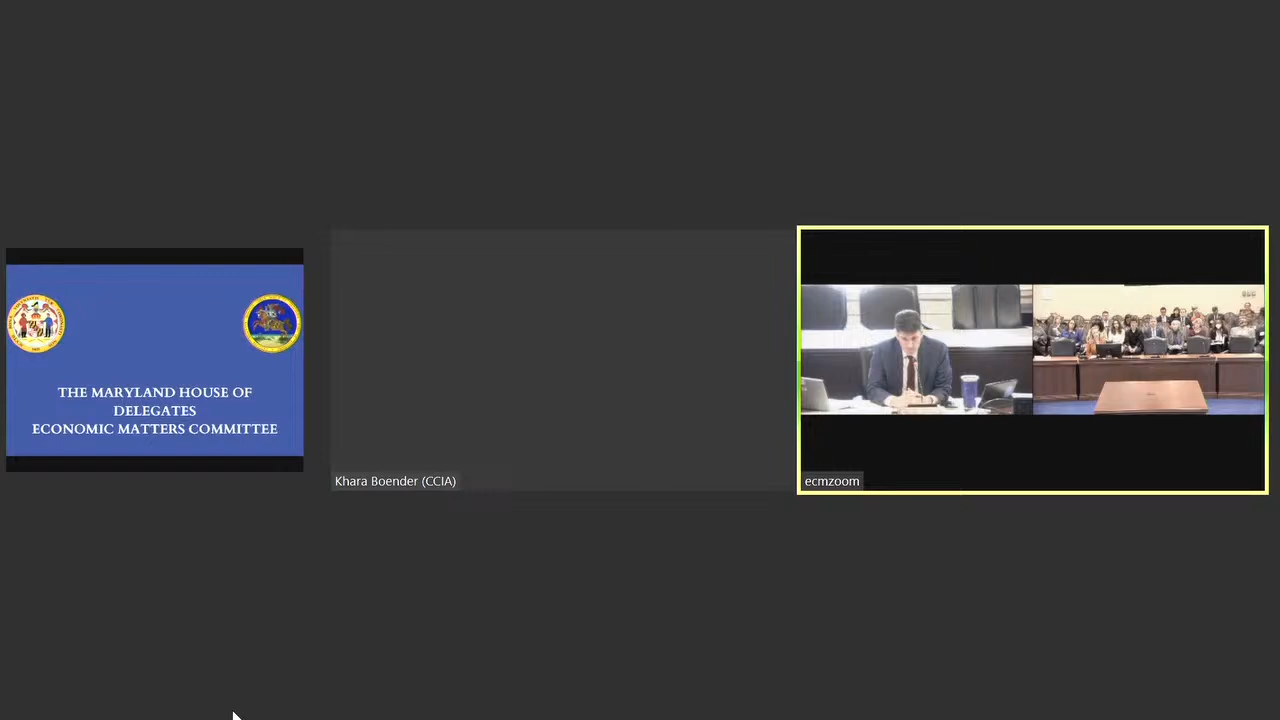 THE MARYLAND HOUSE OF
DELEGATES
ECONOMIC MATTERS COMMITTEE
Khara Boender (CCIA)
ecmzoom